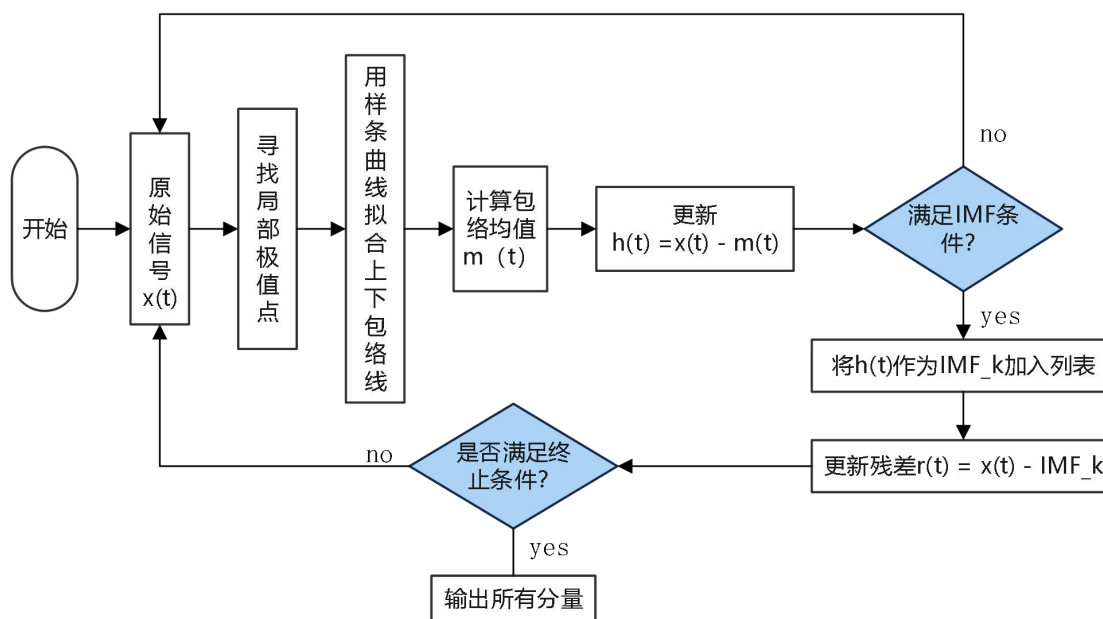 开始
原始信号
x(t)
寻找局部极值点
用样条曲线拟合上下包络线
计算包
络均值
m（t）
更新
h(t) =x(t) - m(t)
满足IMF条
件?
no
yes
将h(t)作为IMF_k加入列表
更新残差r(t) = x(t) - IMF_k
是否满足终
止条件?
no
yes
输出所有分量